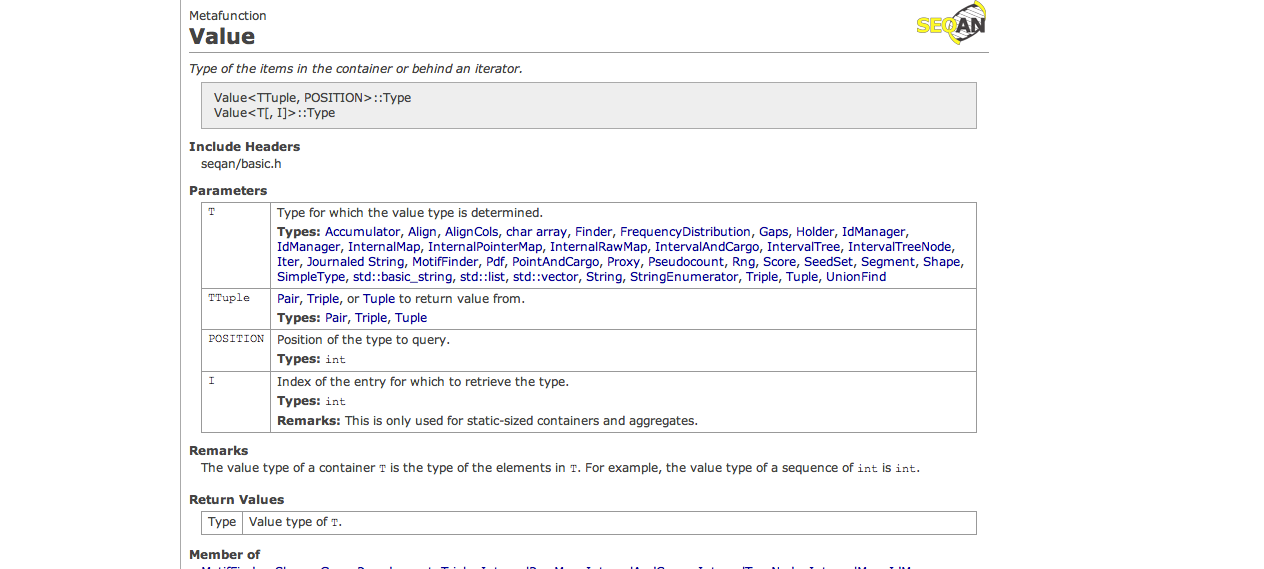 Metafunction
Value
SEQAN
Type of the items in the container or behind an iterator.
Value<TTuple, POSITION>::Type
Value<T[, I]>::Type
Include Headers
seqan/basic.h
Parameters
T Type for which the value type is determined.
Types: Accumulator, Align, AlignCols, char array, Finder, FrequencyDistribution, Gaps, Holder, IdManager,
IdManager, InternalMap, InternalPointerMap, InternalRawMap, IntervalAndCargo, IntervalTree, IntervalTreeNode,
Iter, Journaled String, MotifFinder, Pdf, PointAndCargo, Proxy, Pseudocount, Rng, Score, SeedSet, Segment, Shape,
SimpleType, std::basic_string, std::list, std::vector, String, StringEnumerator, Triple, Tuple, UnionFind
TTuple Pair, Triple, or Tuple to return value from.
Types: Pair, Triple, Tuple
POSITION Position of the type to query.
Types: int
I Index of the entry for which to retrieve the type.
Types: int
Remarks: This is only used for static-sized containers and aggregates.
Remarks
The value type of a container T is the type of the elements in T. For example, the value type of a sequence of int is int.
Return Values
Type Value type of T.
Member of